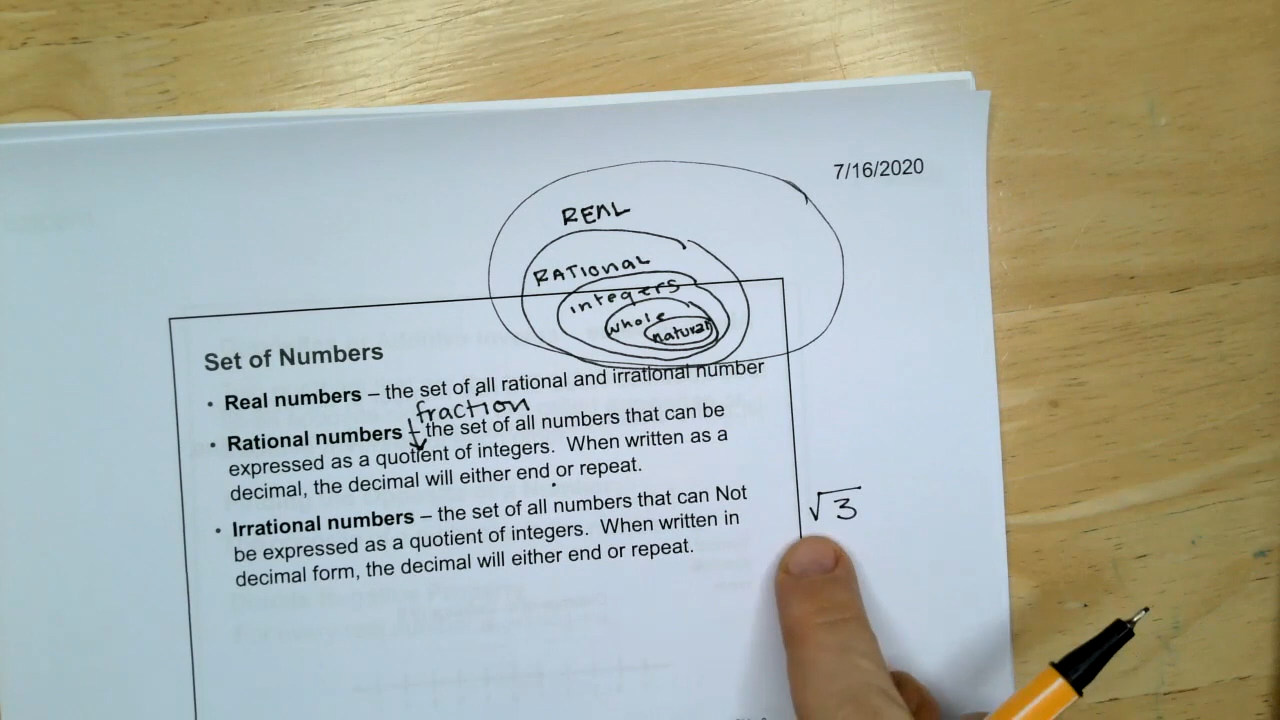 7/16/2020
REAL
RATIONAL
integers
whole
natural
Set of Numbers
• Real numbers – the set of all rational and irrational number
fraction
• Rational numbers – the set of all numbers that can be
expressed as a quotient of integers. When written as a
decimal, the decimal will either end or repeat.
• Irrational numbers – the set of all numbers that can Not
be expressed as a quotient of integers. When written in
decimal form, the decimal will either end or repeat.
√3